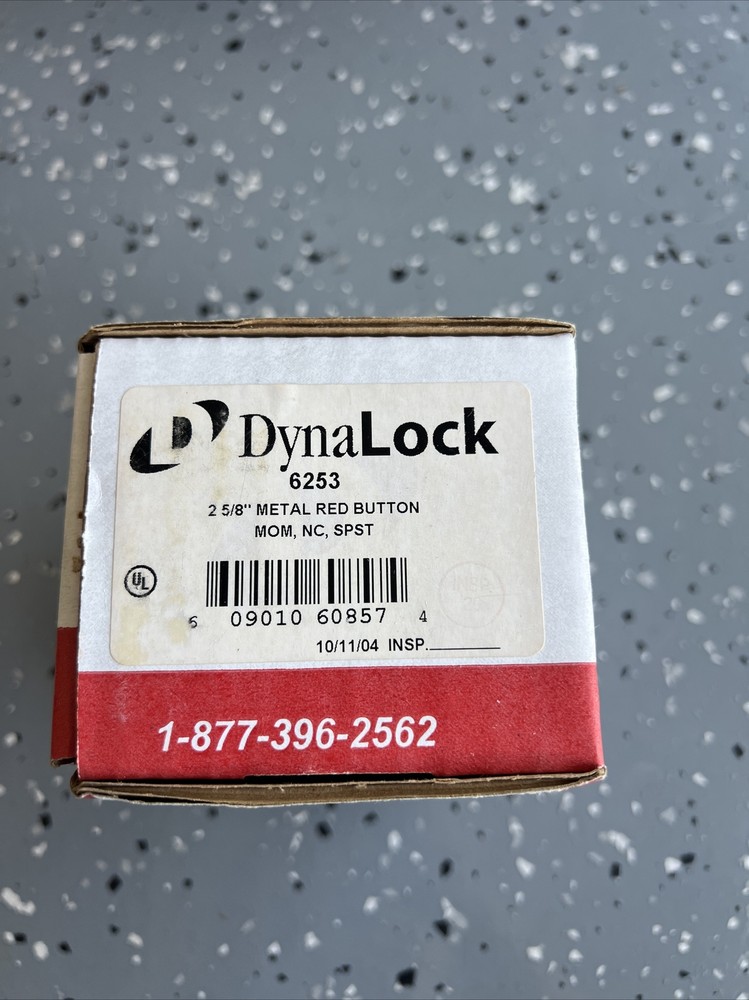 D DynaLock
6253
2 5/8" METAL RED BUTTON
MOM, NC, SPST
UL
6 09010 60857 4
10/11/04 INSP.
1-877-396-2562